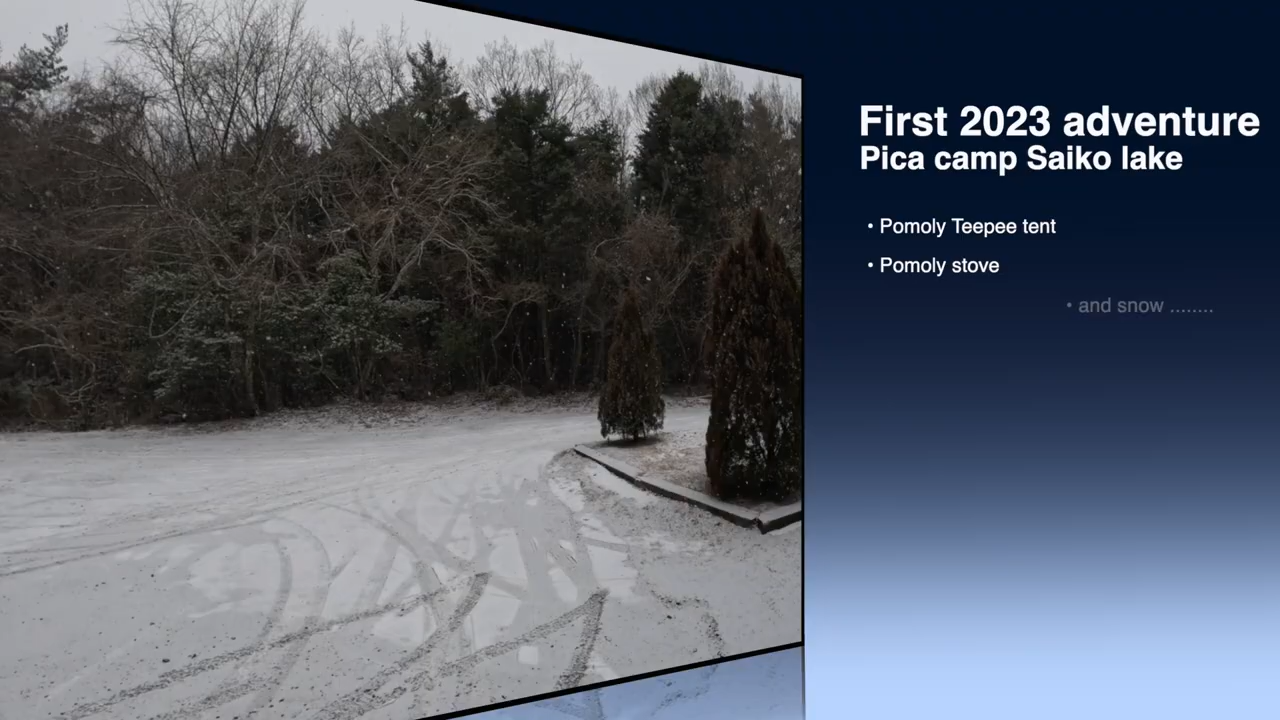 First 2023 adventure
Pica camp Saiko lake
• Pomoly Teepee tent
• Pomoly stove
• and snow ........